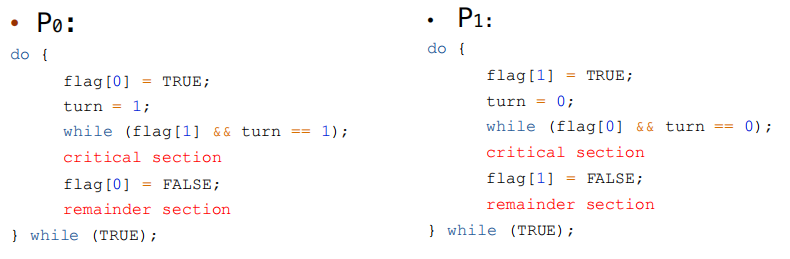 • P0:
do {
flag[0] = TRUE;
turn = 1;
while (flag[1] && turn == 1);
critical section
flag[0] = FALSE;
remainder section
} while (TRUE);
• P1:
do {
flag[1] = TRUE;
turn = 0;
while (flag[0] && turn == 0);
critical section
flag[1] = FALSE;
remainder section
} while (TRUE);